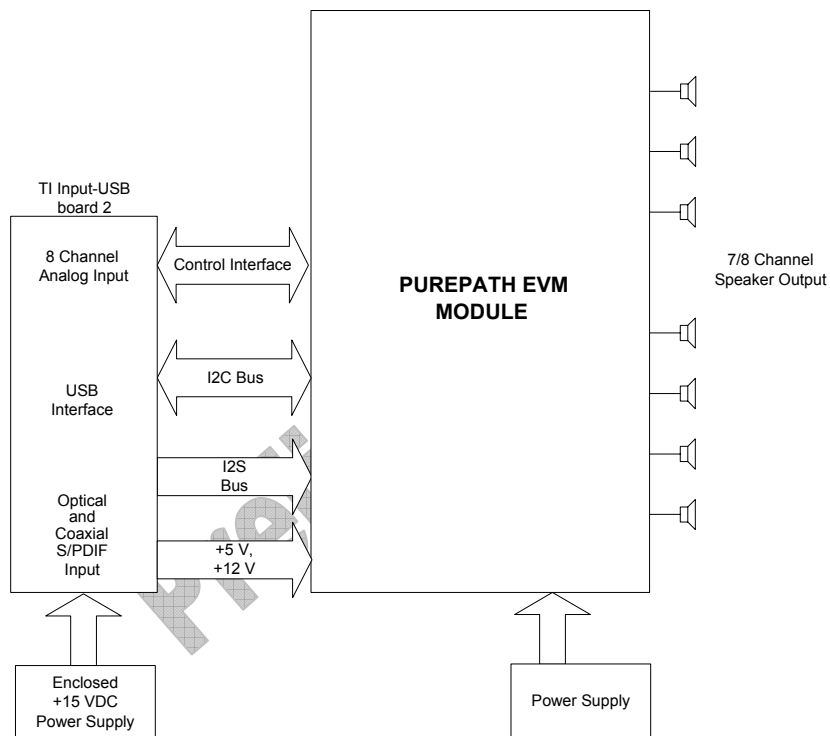 TI Input-USB
board 2
8 Channel
Analog Input
USB
Interface
Optical
and
Coaxial
S/PDIF
Input
Control Interface
I2C Bus
I2S
Bus
+5 V,
+12 V
PUREPATH EVM
MODULE
7/8 Channel
Speaker Output
Enclosed
+15 VDC
Power Supply
Power Supply